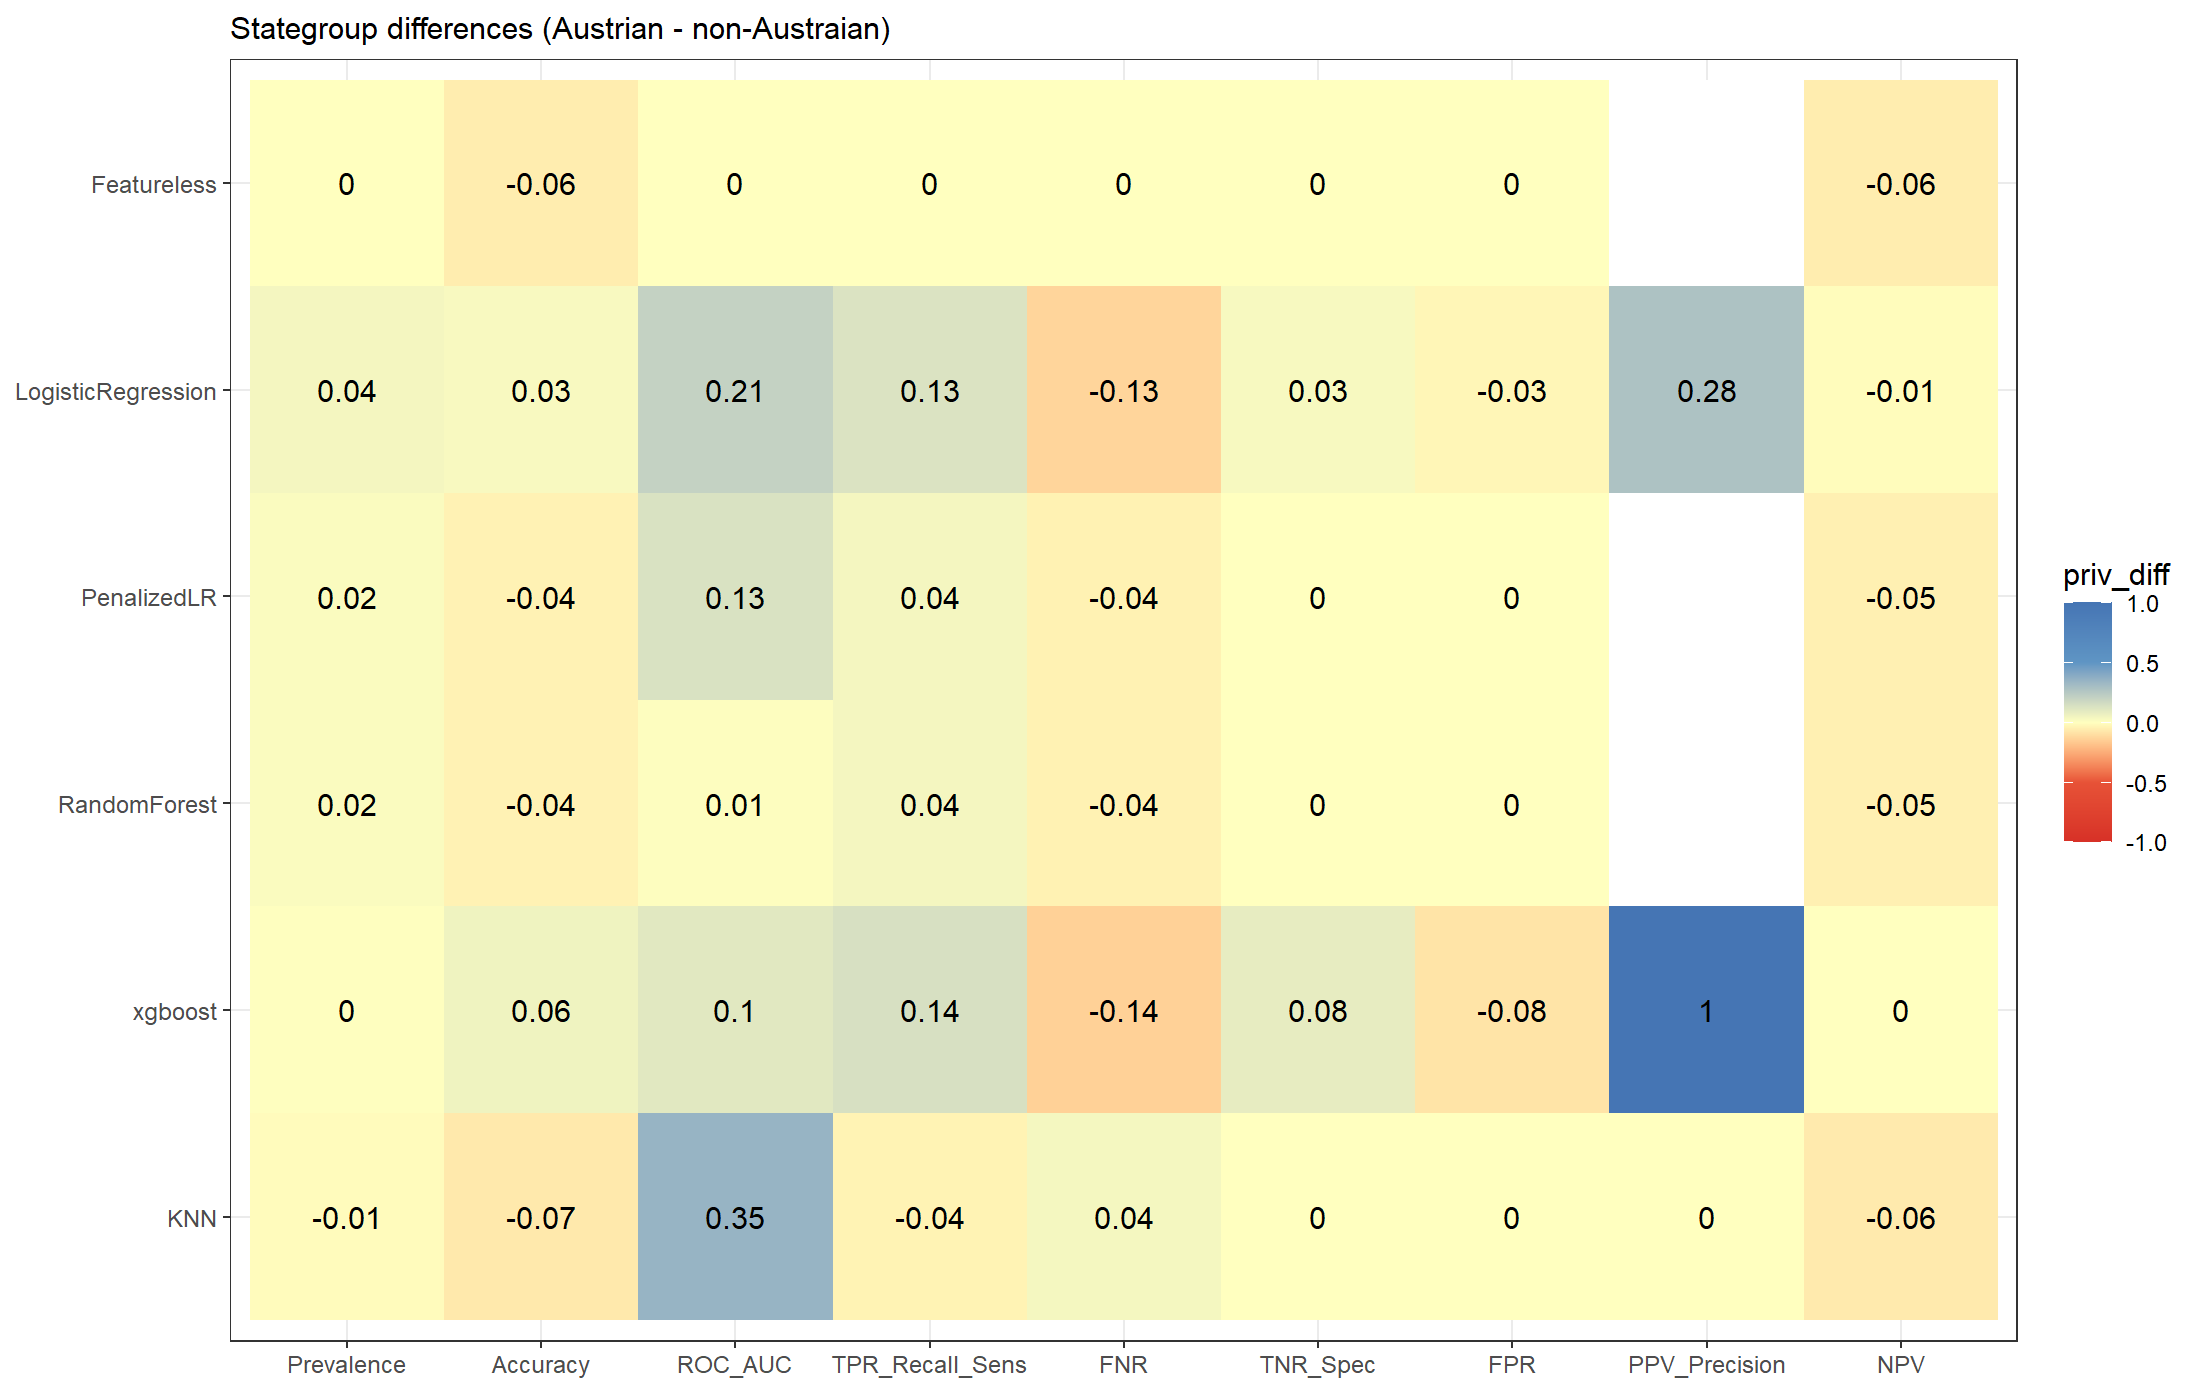 Stategroup differences (Austrian - non-Austraian)
Featureless 0 -0.06 0 0 0 0 0 -0.06
LogisticRegression 0.04 0.03 0.21 0.13 -0.13 0.03 -0.03 0.28 -0.01
PenalizedLR 0.02 -0.04 0.13 0.04 -0.04 0 0 -0.05
RandomForest 0.02 -0.04 0.01 0.04 -0.04 0 0 -0.05
xgboost 0 0.06 0.1 0.14 -0.14 0.08 -0.08 1 0
KNN -0.01 -0.07 0.35 -0.04 0.04 0 0 0 -0.06
Prevalence Accuracy ROC_AUC TPR_Recall_Sens FNR TNR_Spec FPR PPV_Precision NPV
priv_diff
1.0
0.5
0.0
-0.5
-1.0